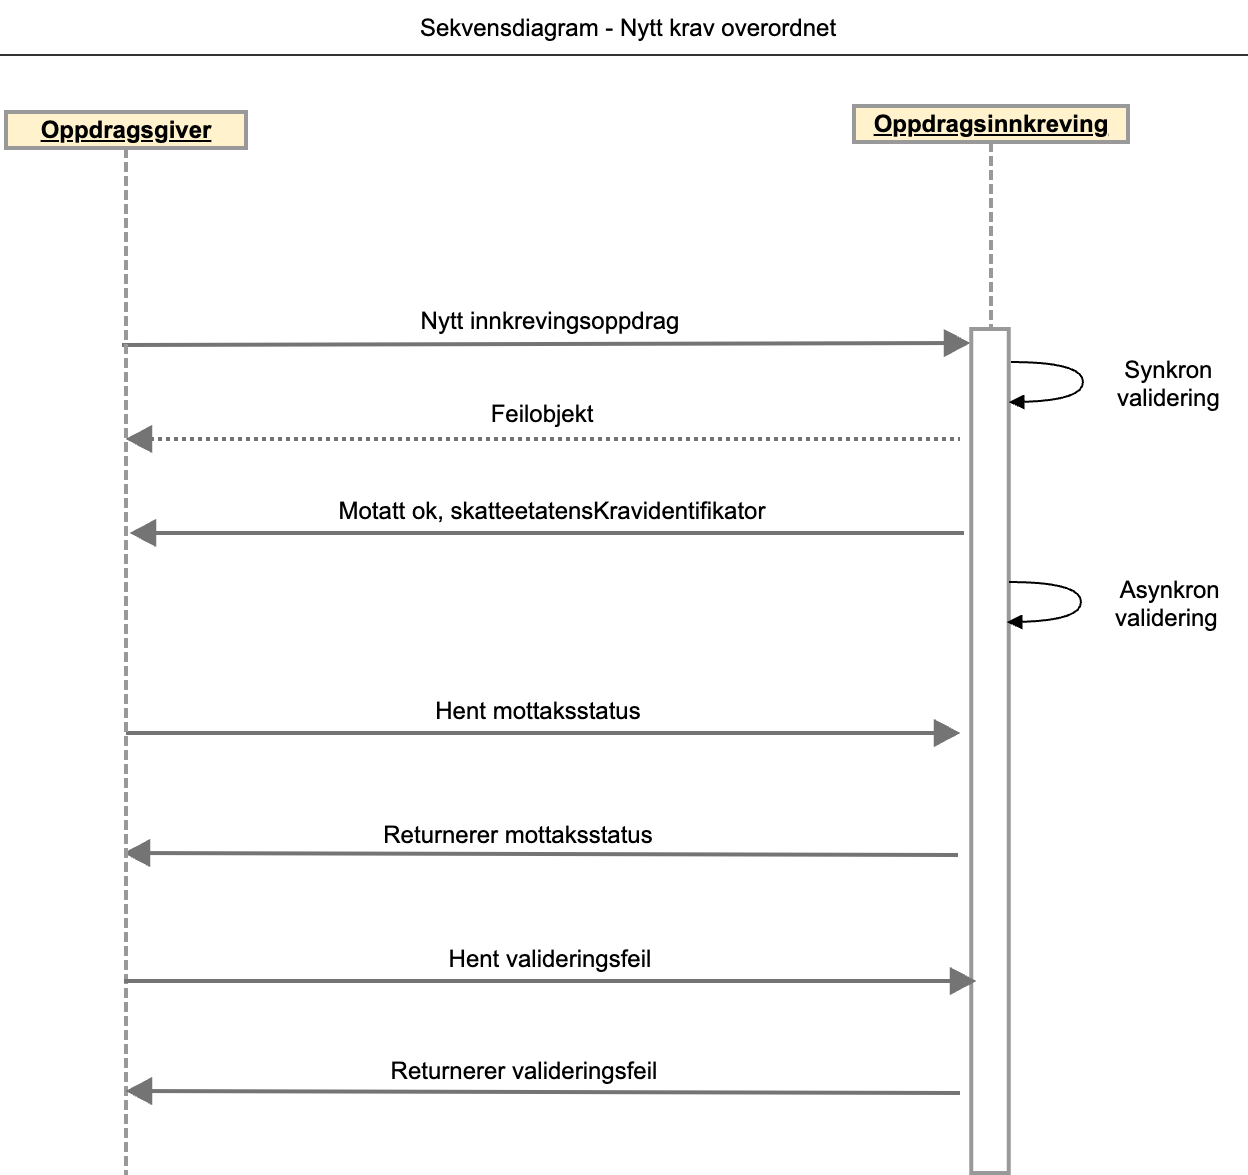 Sekvensdiagram - Nytt krav overordnet
Oppdragsgiver
Oppdragsinnkreving
Nytt innkrevingsoppdrag
Synkron
validering
Feilobjekt
Motatt ok, skatteetatensKravidentifikator
Asynkron
validering
Hent mottaksstatus
Returnerer mottaksstatus
Hent valideringsfeil
Returnerer valideringsfeil